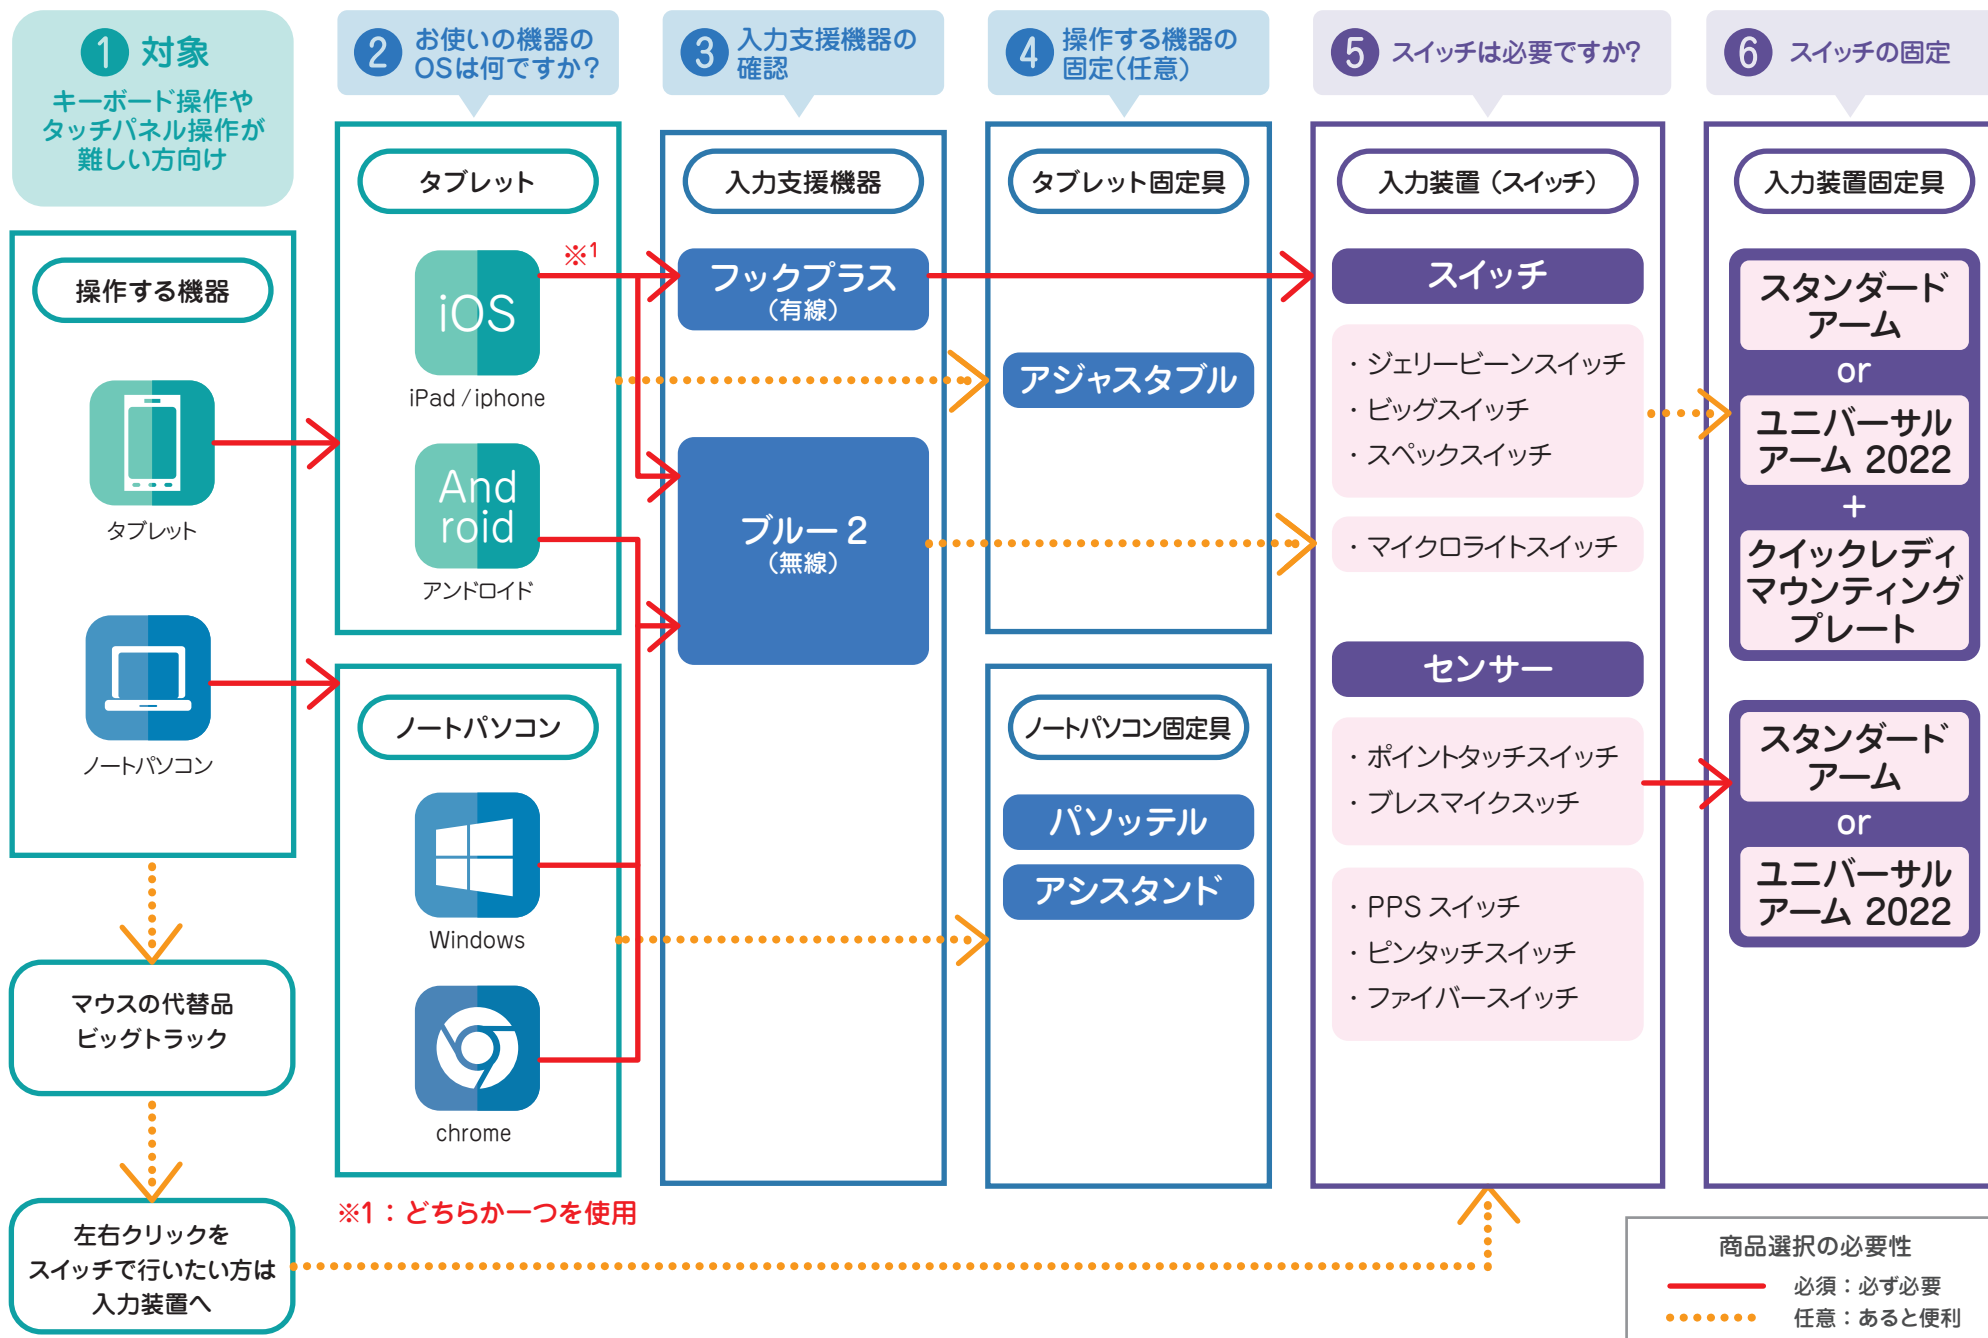 1 対象
キーボード操作や
タッチパネル操作が
難しい方向け
操作する機器
タブレット
ノートパソコン
マウスの代替品
ビッグトラック
左右クリックを
スイッチで行いたい方は
入力装置へ
2 お使いの機器の
OSは何ですか?
タブレット
※1
iOS
iPad / iphone
And
roid
アンドロイド
ノートパソコン
Windows
chrome
※1：どちらか一つを使用
3 入力支援機器の
確認
入力支援機器
フックプラス
（有線）
ブルー 2
（無線）
4 操作する機器の
固定(任意)
タブレット固定具
アジャスタブル
ノートパソコン固定具
パソッテル
アシスタンド
5 スイッチは必要ですか?
入力装置（スイッチ）
スイッチ
・ジェリービーンスイッチ
・ビッグスイッチ
・スペックスイッチ
・マイクロライトスイッチ
センサー
・ポイントタッチスイッチ
・ブレスマイクスッチ
・PPS スイッチ
・ピンタッチスイッチ
・ファイバースイッチ
6 スイッチの固定
入力装置固定具
スタンダード
アーム
or
ユニバーサル
アーム 2022
+
クイックレディ
マウンティング
プレート
スタンダード
アーム
or
ユニバーサル
アーム 2022
商品選択の必要性
必須：必ず必要
任意：あると便利